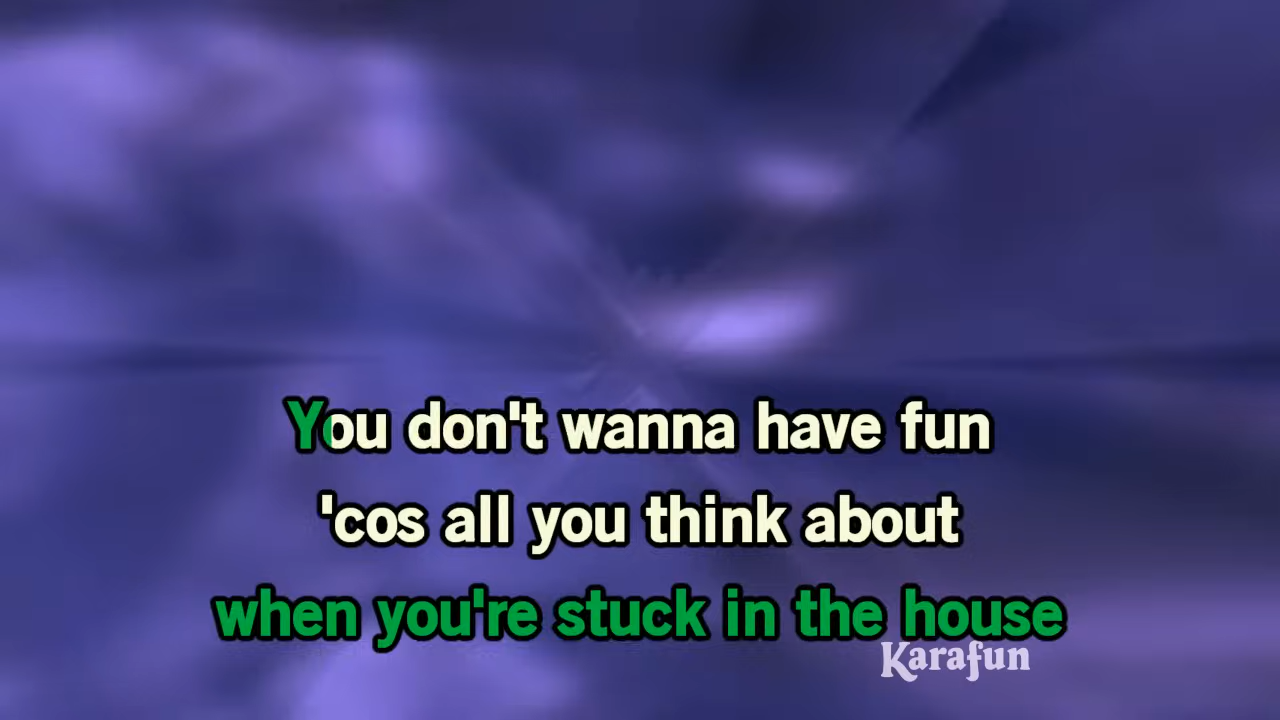 You don't wanna have fun
'cos all you think about
when you're stuck in the house
Karafun